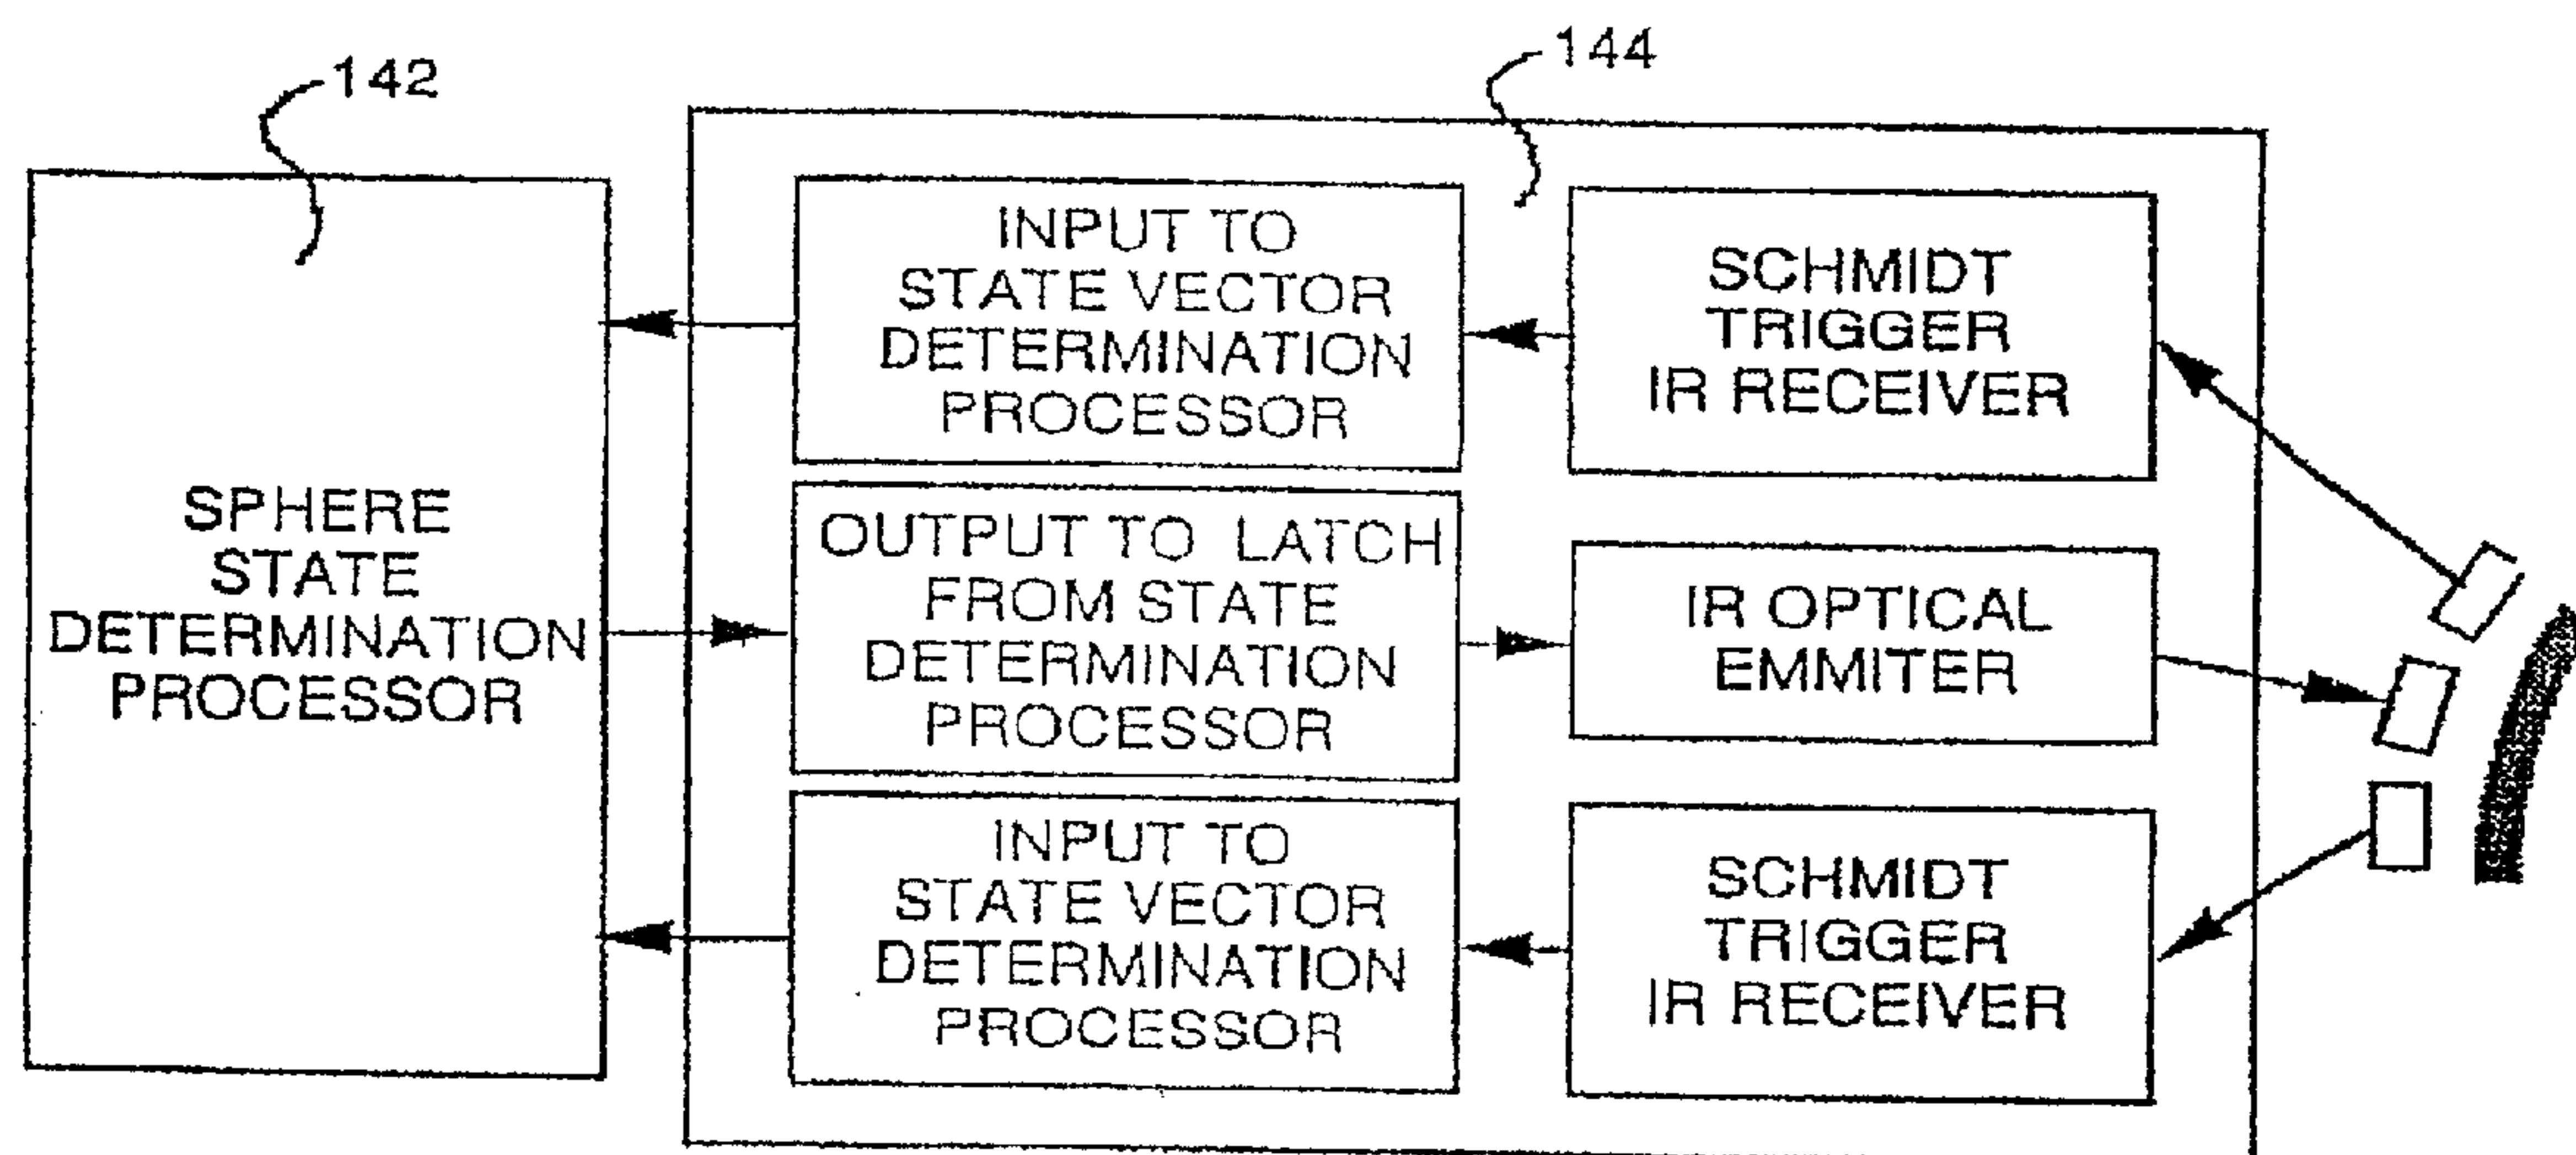 142
144
SPHERE
STATE
DETERMINATION
PROCESSOR
INPUT TO
STATE VECTOR
DETERMINATION
PROCESSOR
SCHMIDT
TRIGGER
IR RECEIVER
OUTPUT TO LATCH
FROM STATE
DETERMINATION
PROCESSOR
IR OPTICAL
EMMITER
INPUT TO
STATE VECTOR
DETERMINATION
PROCESSOR
SCHMIDT
TRIGGER
IR RECEIVER